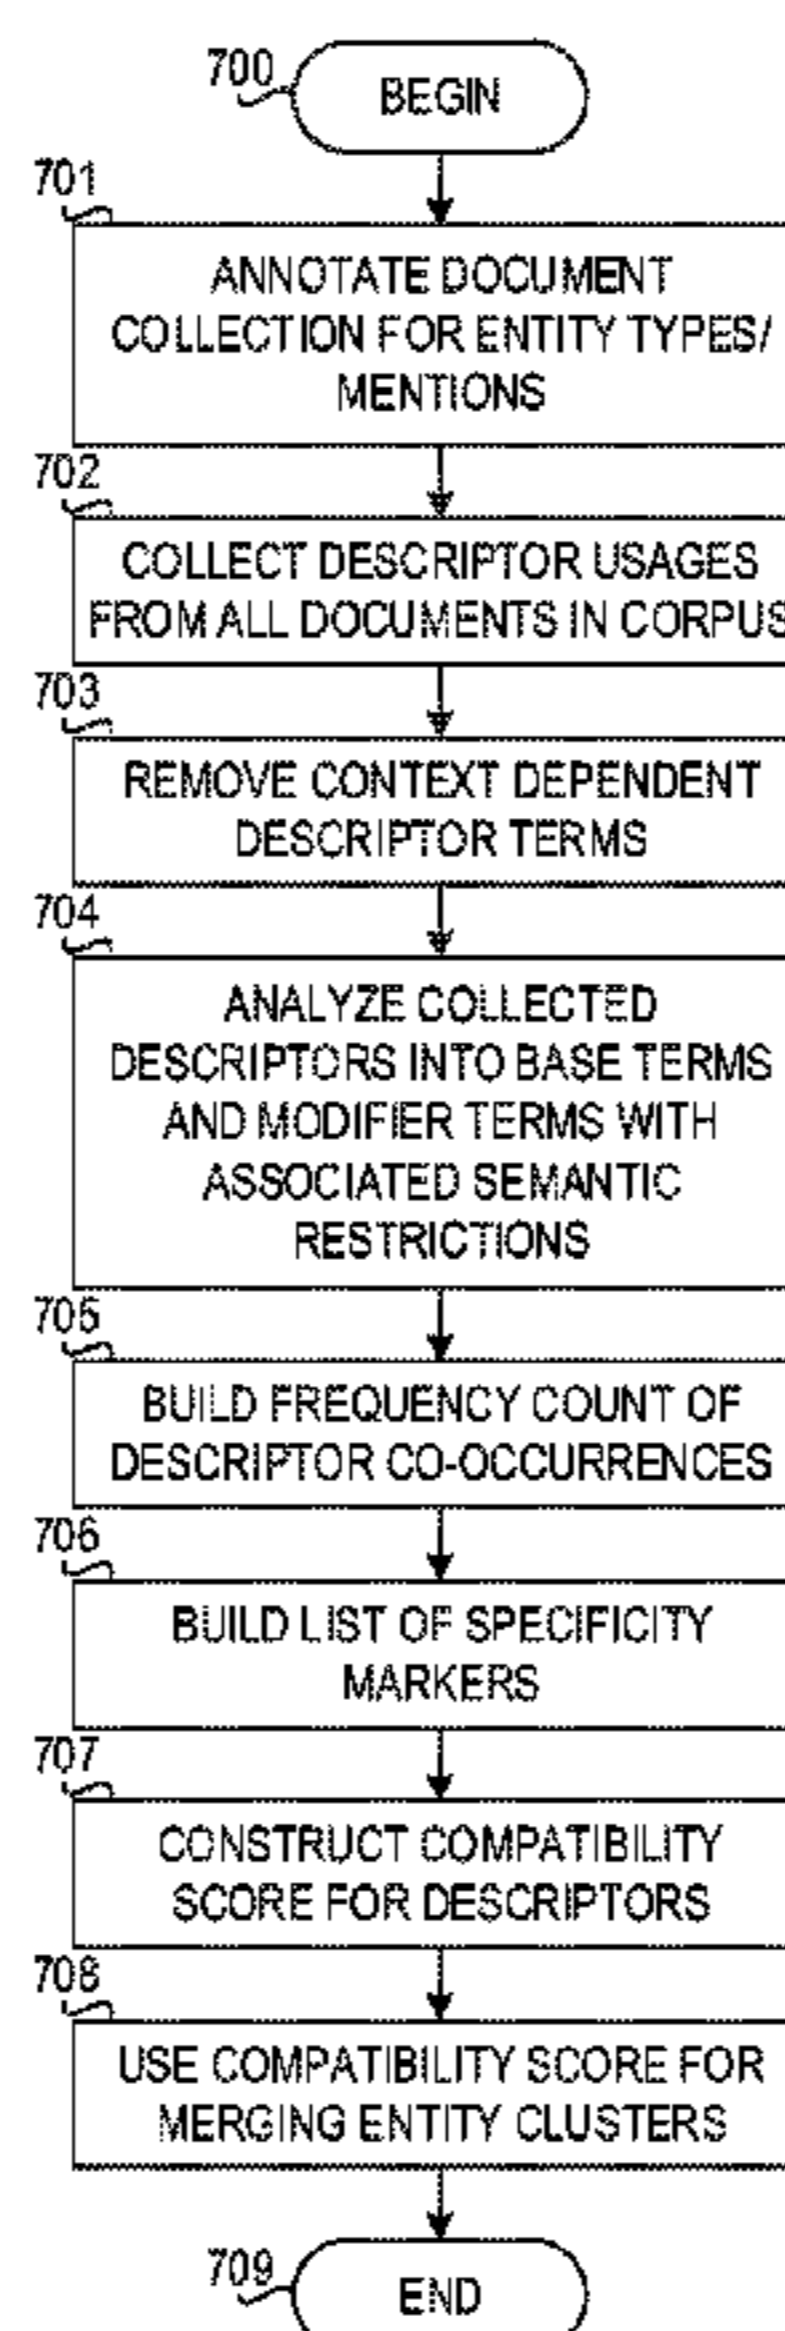 700
BEGIN
701
ANNOTATE DOCUMENT
COLLECTION FOR ENTITY TYPES/
MENTIONS
702
COLLECT DESCRIPTOR USAGES
FROM ALL DOCUMENTS IN CORPUS
703
REMOVE CONTEXT DEPENDENT
DESCRIPTOR TERMS
704
ANALYZE COLLECTED
DESCRIPTORS INTO BASE TERMS
AND MODIFIER TERMS WITH
ASSOCIATED SEMANTIC
RESTRICTIONS
705
BUILD FREQUENCY COUNT OF
DESCRIPTOR CO-OCCURRENCES
706
BUILD LIST OF SPECIFICITY
MARKERS
707
CONSTRUCT COMPATIBILITY
SCORE FOR DESCRIPTORS
708
USE COMPATIBILITY SCORE FOR
MERGING ENTITY CLUSTERS
709
END